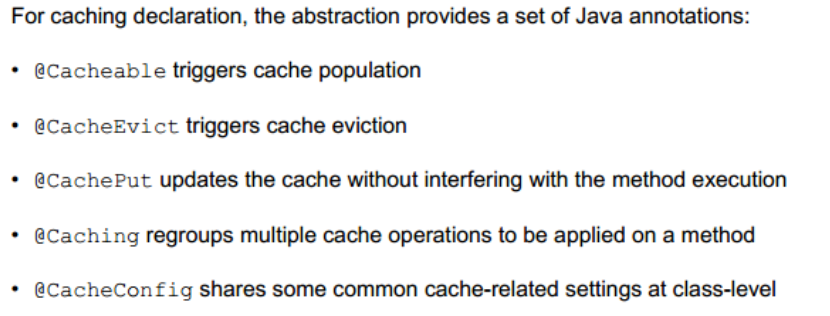 For caching declaration, the abstraction provides a set of Java annotations:
• @Cacheable triggers cache population
• @CacheEvict triggers cache eviction
• @CachePut updates the cache without interfering with the method execution
• @Caching regroups multiple cache operations to be applied on a method
• @CacheConfig shares some common cache-related settings at class-level